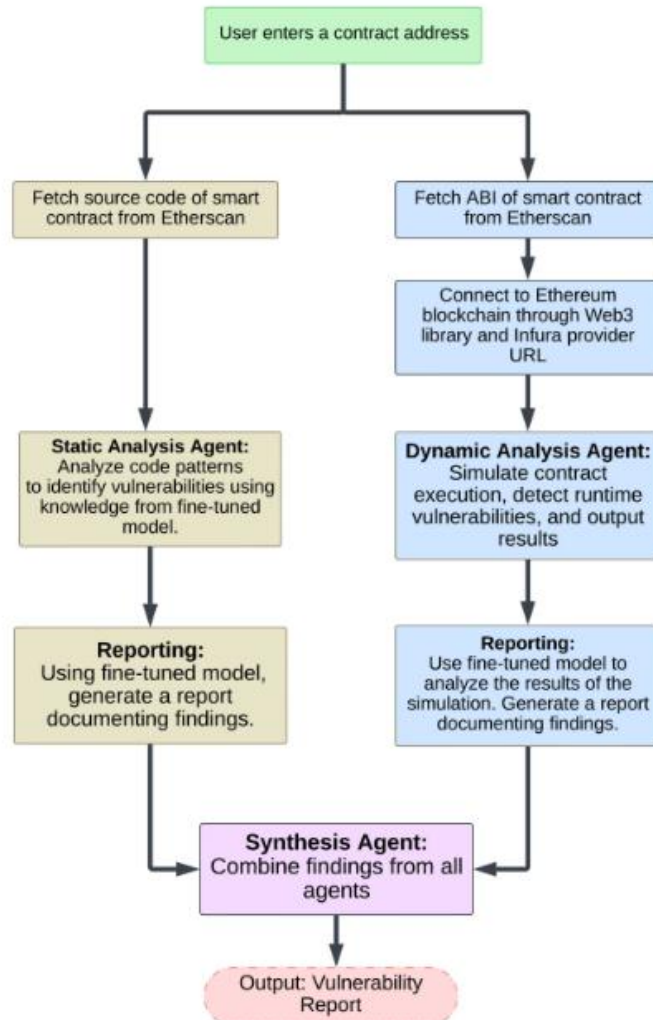 User enters a contract address
Fetch source code of smart
contract from Etherscan
Fetch ABI of smart contract
from Etherscan
Connect to Ethereum
blockchain through Web3
library and Infura provider
URL
Static Analysis Agent:
Analyze code patterns
to identify vulnerabilities using
knowledge from fine-tuned
model.
Dynamic Analysis Agent:
Simulate contract
execution, detect runtime
vulnerabilities, and output
results
Reporting:
Using fine-tuned model,
generate a report
documenting findings.
Reporting:
Use fine-tuned model to
analyze the results of the
simulation. Generate a report
documenting findings.
Synthesis Agent:
Combine findings from all
agents
Output: Vulnerability
Report